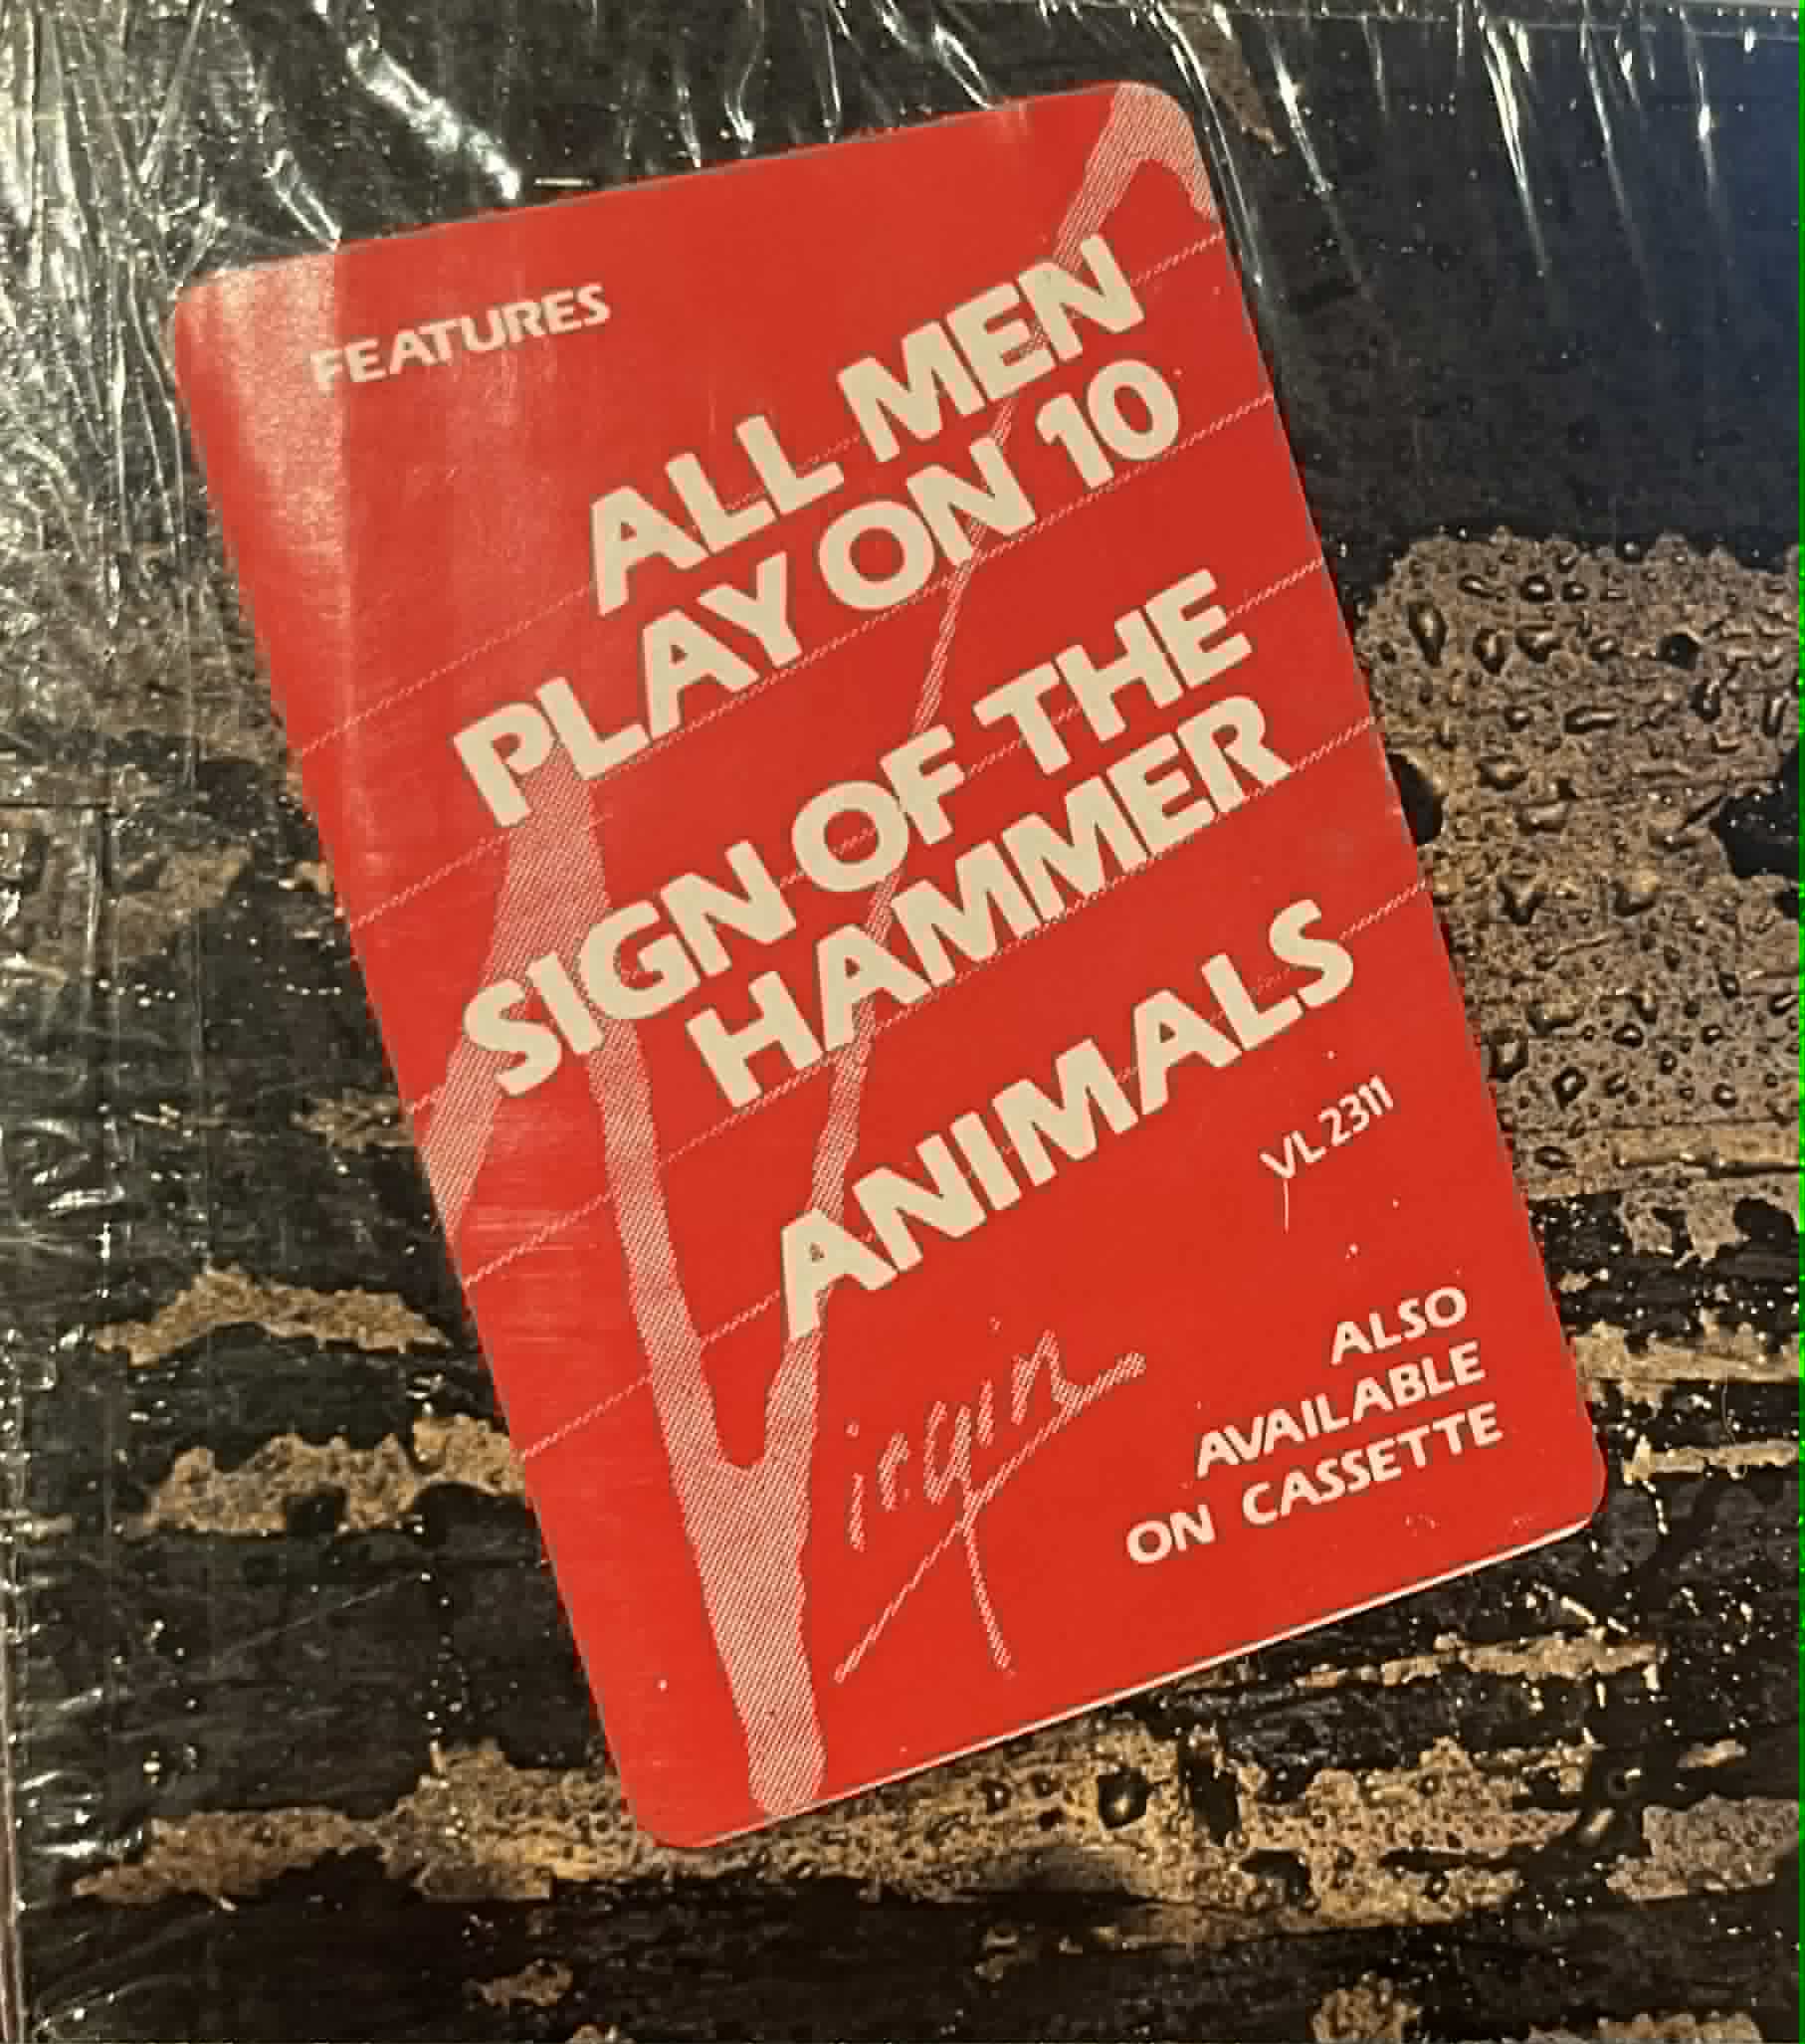 FEATURES
ALL MEN
PLAY ON 10
SIGN OF THE
HAMMER
ANIMALS
VL 2311
Virgin
ALSO
AVAILABLE
ON CASSETTE